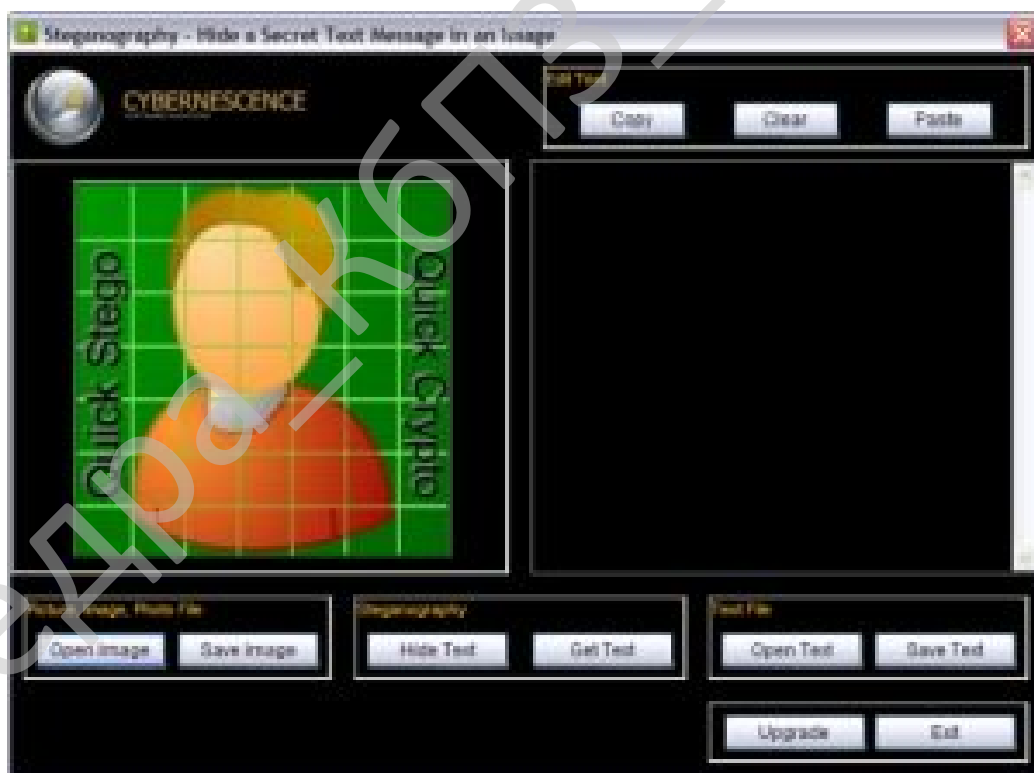 Steganography - Hide a Secret Text Message in an Image
CYBERNESCENCE
Edit Text
Copy Clear Paste
Quick Stego
Quick Crypto
Picture, Image, Photo File
Open Image Save Image
Steganography
Hide Text Get Text
Text File
Open Text Save Text
Upgrade Exit